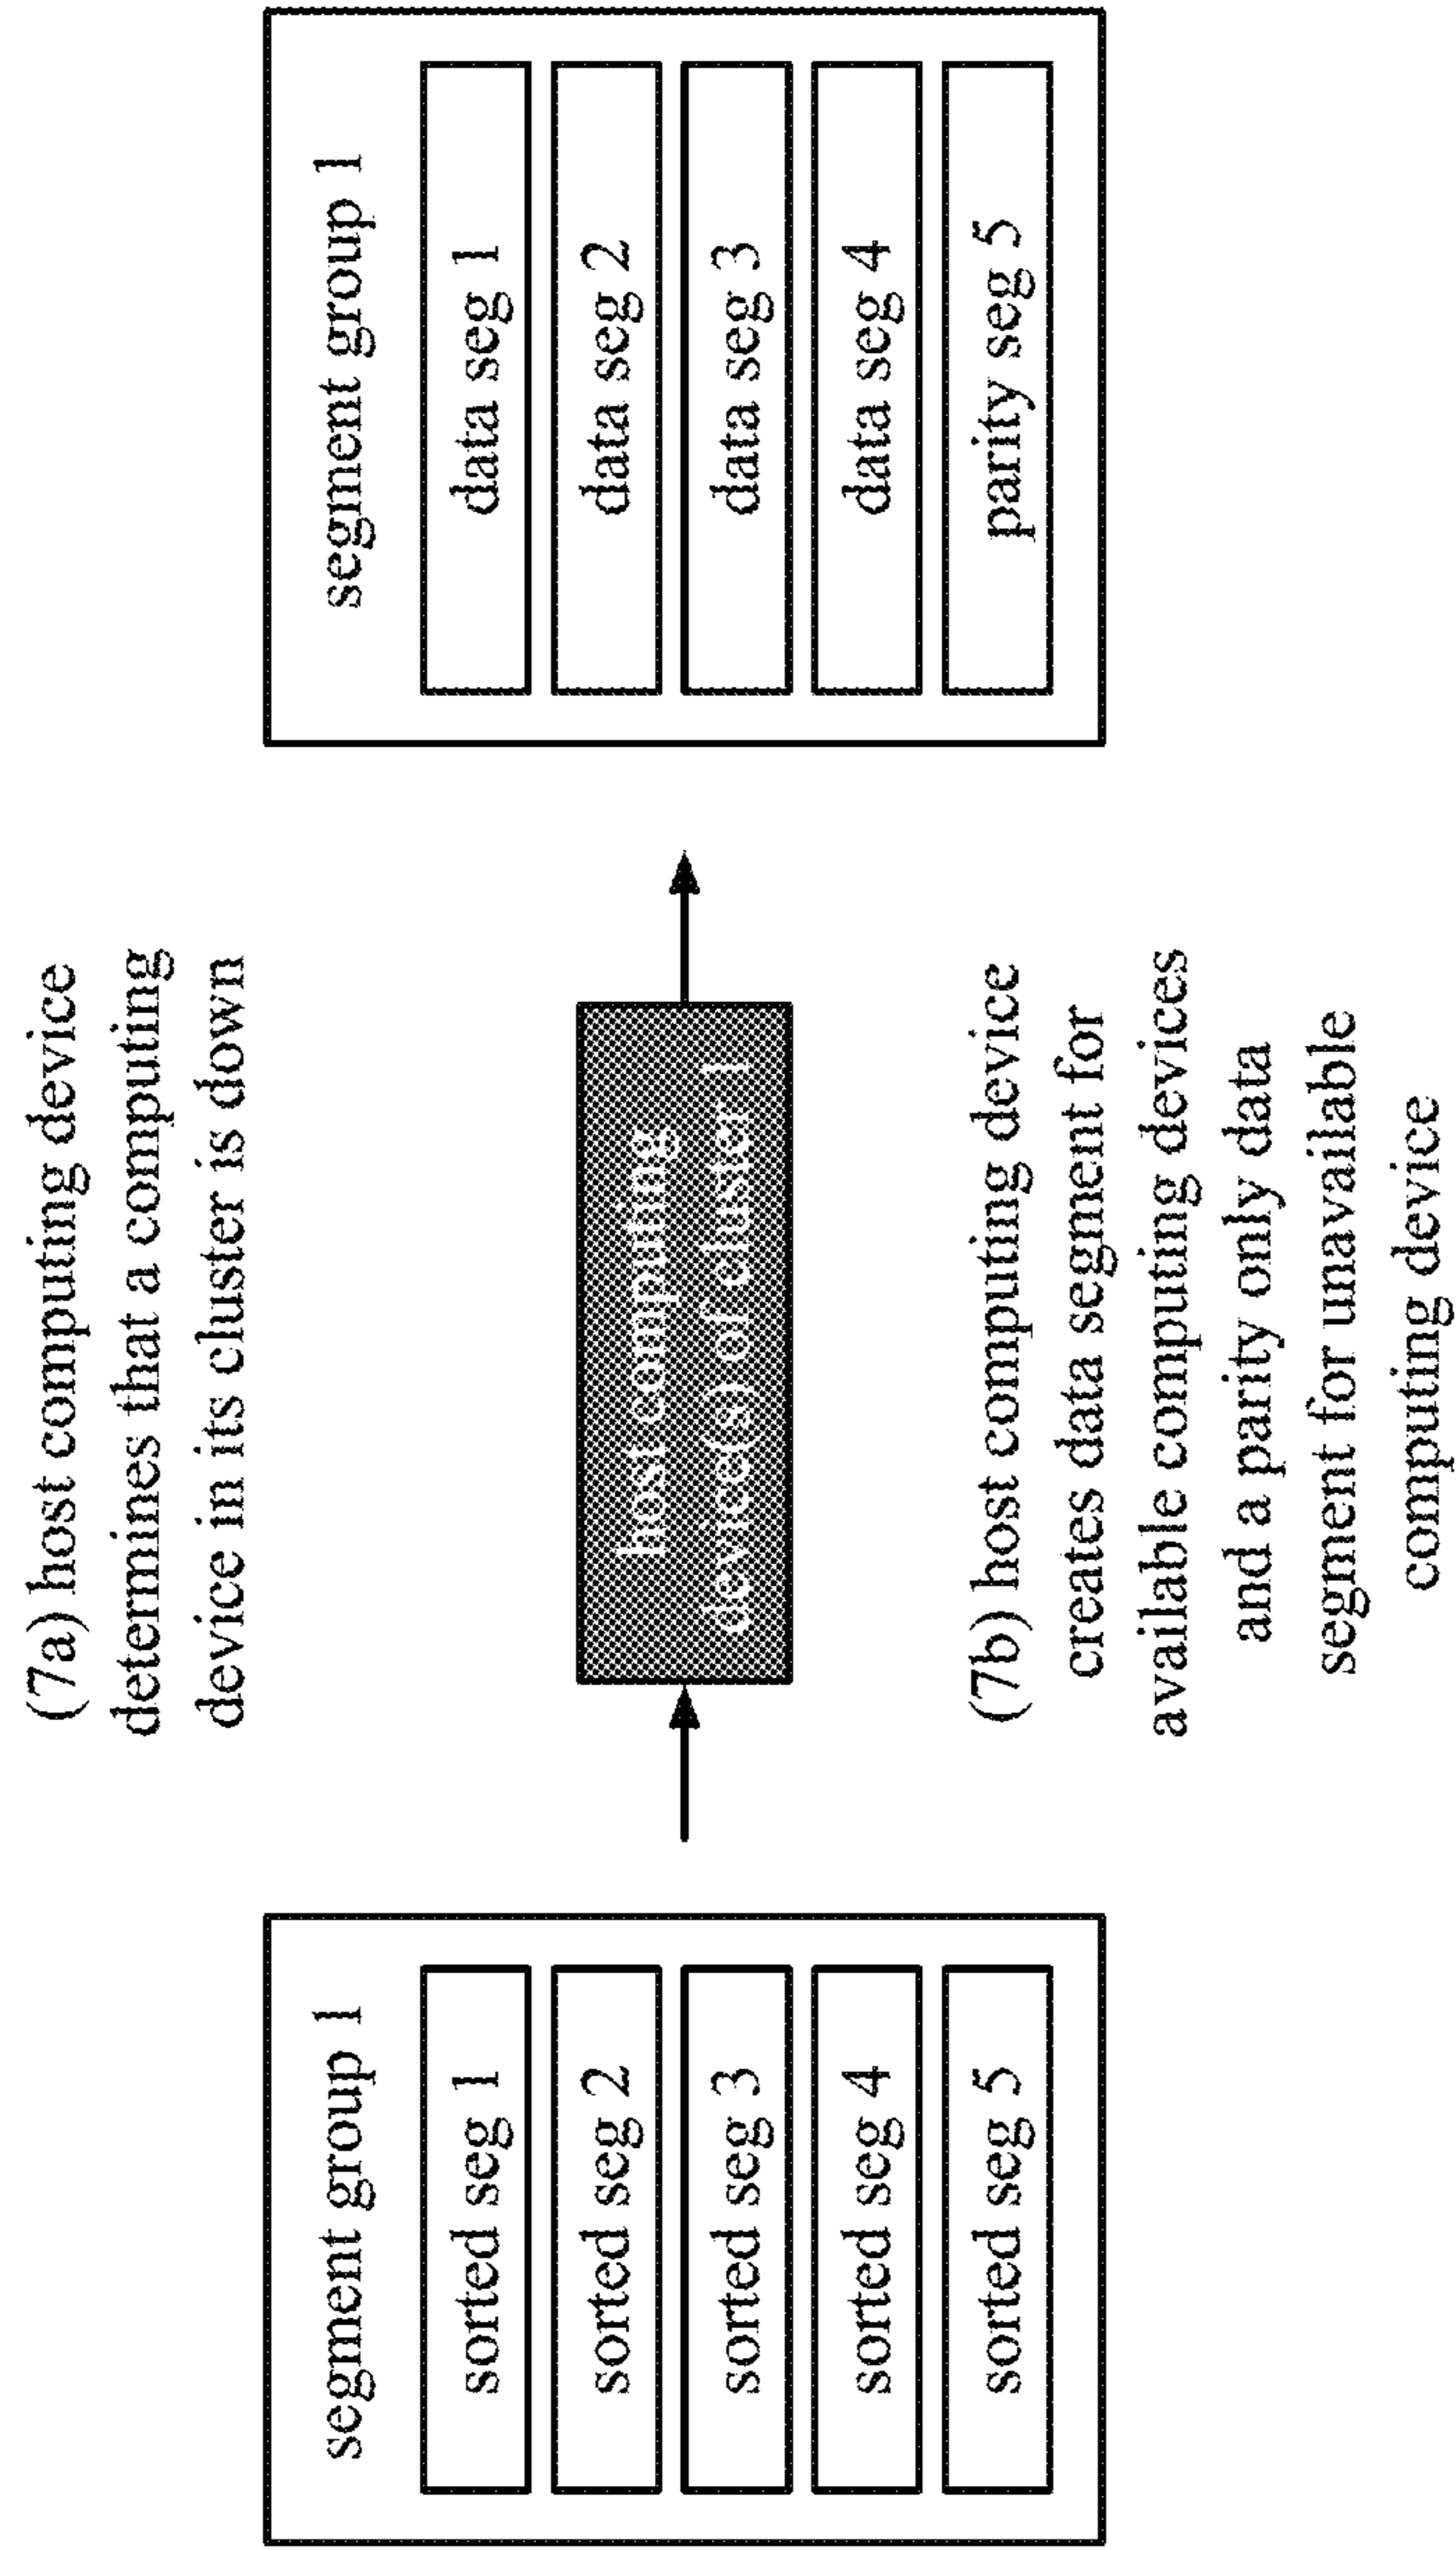 (7a) host computing device
determines that a computing
device in its cluster is down
segment group 1
sorted seg 1
sorted seg 2
sorted seg 3
sorted seg 4
sorted seg 5
host computing
device(s) of cluster 1
segment group 1
data seg 1
data seg 2
data seg 3
data seg 4
parity seg 5
(7b) host computing device
creates data segment for
available computing devices
and a parity only data
segment for unavailable
computing device